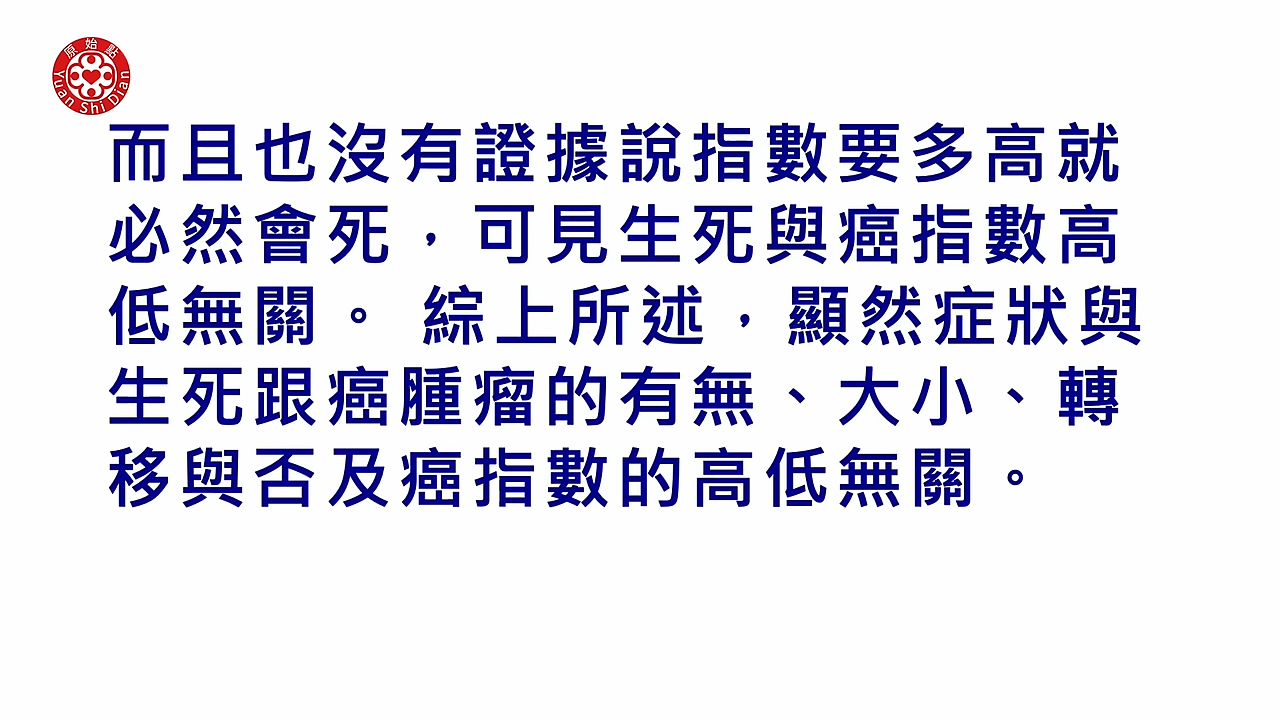 原始點
Yuan Shi Dian
而且也沒有證據說指數要多高就
必然會死，可見生死與癌指數高
低無關。 綜上所述，顯然症狀與
生死跟癌腫瘤的有無、大小、轉
移與否及癌指數的高低無關。